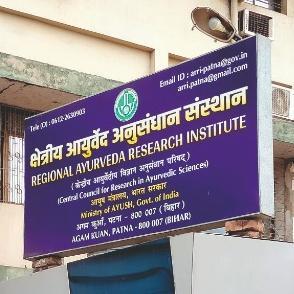 Tele (O) : 0612-2630903
Email ID : arri-patna@gov.in
arri-patna@gmail.com
क्षेत्रीय आयुर्वेद अनुसंधान संस्थान
REGIONAL AYURVEDA RESEARCH INSTITUTE
( केन्द्रीय आयुर्वेदीय विज्ञान अनुसंधान परिषद् )
(Central Council for Research in Ayurvedic Sciences)
आयुष मंत्रालय, भारत सरकार
Ministry of AYUSH, Govt. of India
अगम कुआँ, पटना - 800 007 (बिहार)
AGAM KUAN, PATNA - 800 007 (BIHAR)